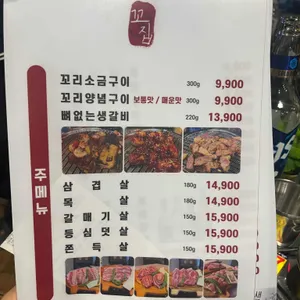 꼬집
꼬리소금구이 300g 9,900
꼬리양념구이 보통맛 / 매운맛 300g 9,900
뼈없는생갈비 220g 13,900
주메뉴
삼겹살 180g 14,900
목살 180g 14,900
갈매기살 150g 15,900
등심덧살 150g 15,900
쫀득살 150g 15,900